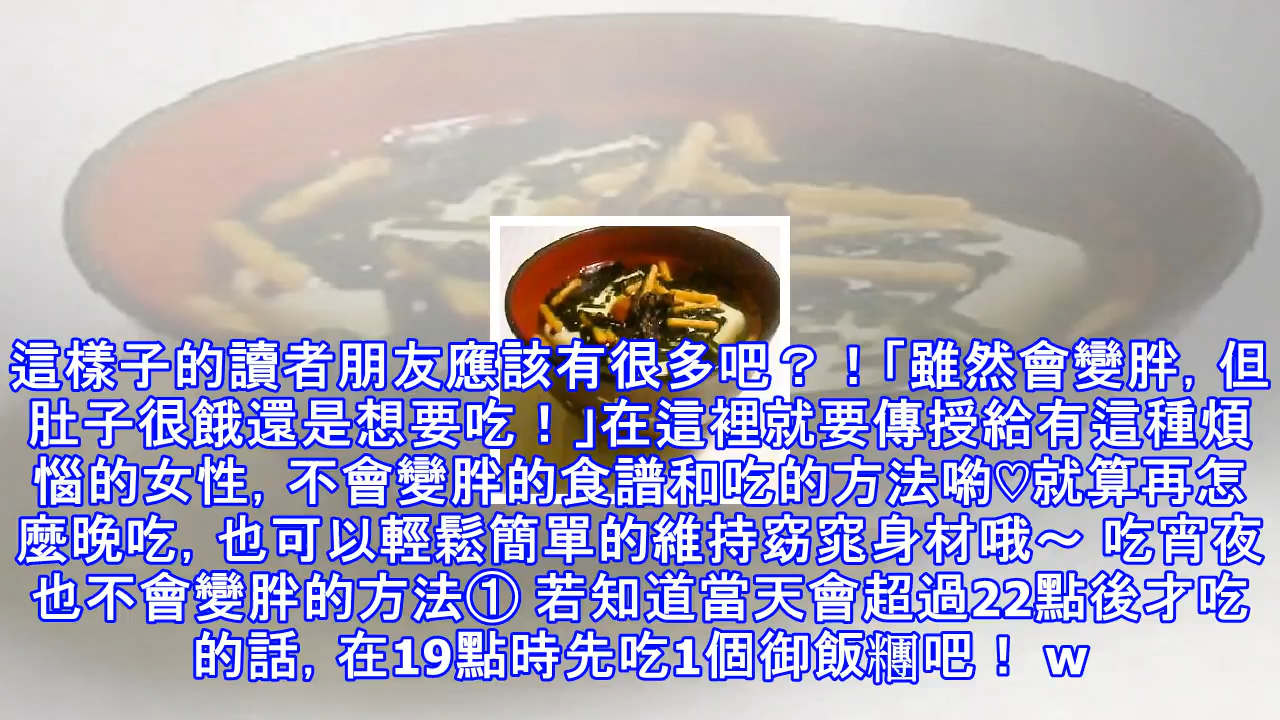 這樣子的讀者朋友應該有很多吧？！「雖然會變胖, 但
肚子很餓還是想要吃！」在這裡就要傳授給有這種煩
惱的女性, 不會變胖的食譜和吃的方法喲♡就算再怎
麼晚吃, 也可以輕鬆簡單的維持窈窕身材哦～ 吃宵夜
也不會變胖的方法① 若知道當天會超過22點後才吃
的話, 在19點時先吃1個御飯糰吧！ w